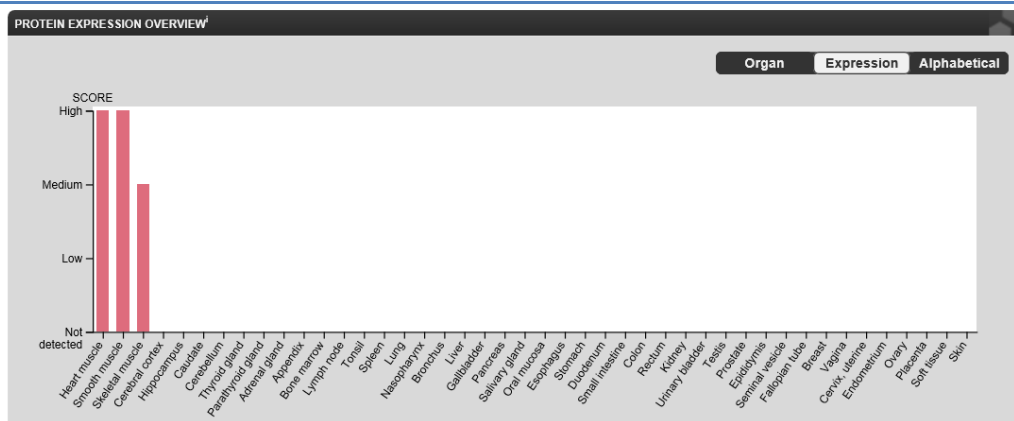 PROTEIN EXPRESSION OVERVIEWⁱ
Organ
Expression
Alphabetical
SCORE
High
Medium
Low
Not
detected
Heart muscle
Smooth muscle
Skeletal muscle
Cerebral cortex
Hippocampus
Caudate
Cerebellum
Thyroid gland
Parathyroid gland
Adrenal gland
Appendix
Bone marrow
Lymph node
Tonsil
Spleen
Lung
Nasopharynx
Bronchus
Liver
Gallbladder
Pancreas
Salivary gland
Oral mucosa
Esophagus
Stomach
Duodenum
Small intestine
Colon
Rectum
Kidney
Urinary bladder
Testis
Prostate
Epididymis
Seminal vesicle
Fallopian tube
Breast
Vagina
Cervix, uterine
Endometrium
Ovary
Placenta
Soft tissue
Skin